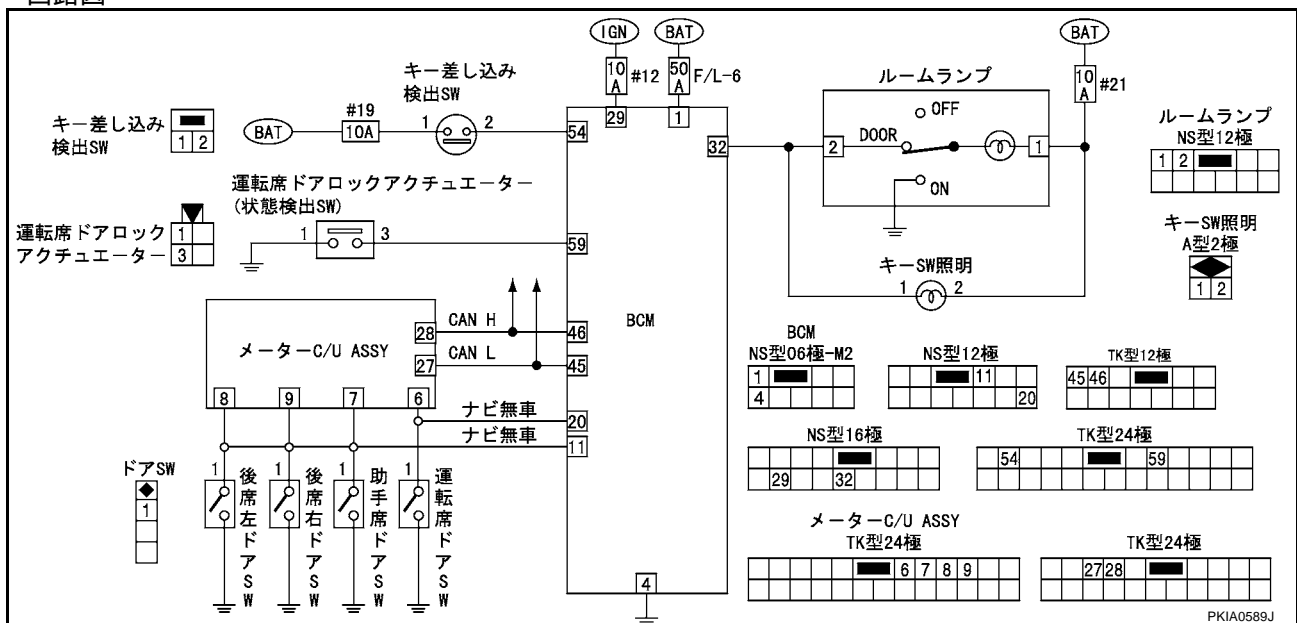 IGN BAT BAT
10A #12 50A F/L-6 10A #21
キー差し込み
検出SW
1 2
#19
BAT 10A 1 2
キー差し込み
検出SW
54 29 1 32
ルームランプ
OFF
2 DOOR 1
ON
ルームランプ
NS型12極
1 2
運転席ドアロックアクチュエーター
(状態検出SW)
1 3 59
運転席ドアロック
アクチュエーター
1
3
キーSW照明
1 2
キーSW照明
A型2極
1 2
メーターC/U ASSY
28 CAN H 46
27 CAN L 45
BCM
8 9 7 6
ナビ無車 20
ナビ無車 11
ドアSW
1
1 後席左ドアSW
1 後席右ドアSW
1 助手席ドアSW
1 運転席ドアSW
4
BCM
NS型06極-M2
1
4
NS型12極
11
20
TK型12極
45 46
NS型16極
29 32
TK型24極
54 59
メーターC/U ASSY
TK型24極
6 7 8 9
TK型24極
27 28
PKIA0589J